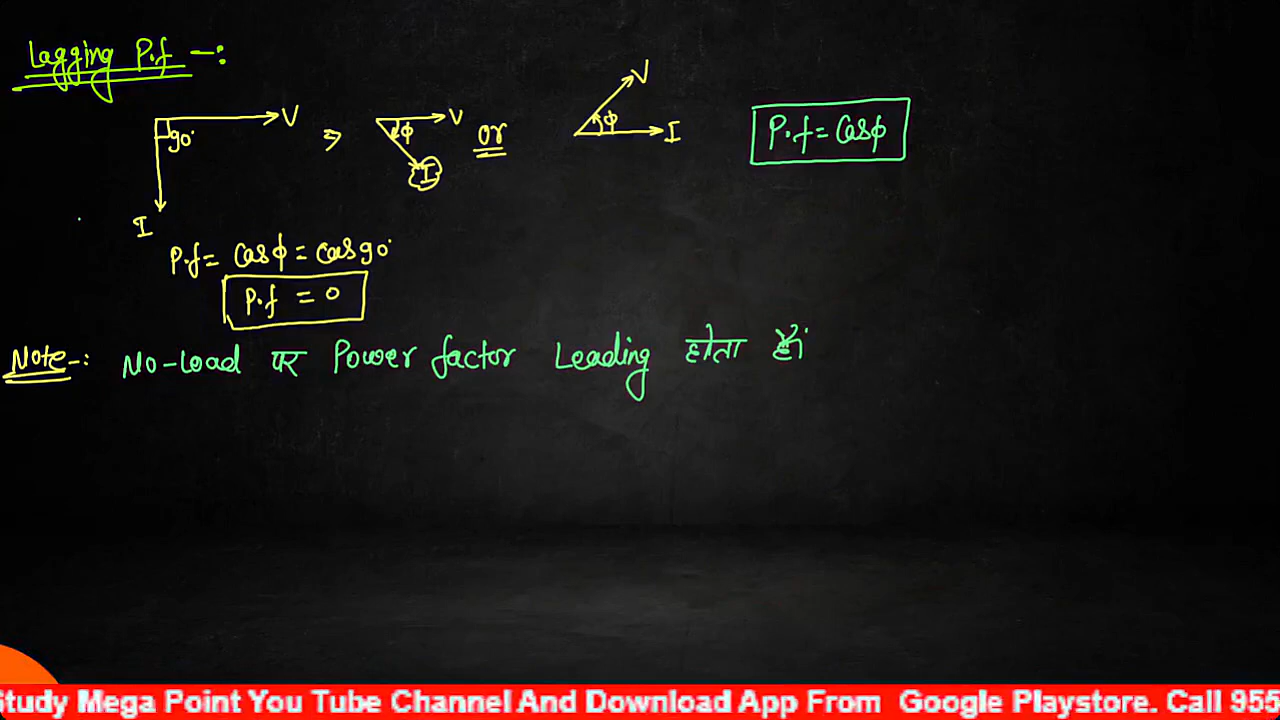 Lagging P.f -:
90° V ⇒ ϕ V or ϕ V I P.f = Cosϕ
I I
P.f = Cosϕ = Cos90°
P.f = 0
Note -: No-Load पर Power factor Leading होता हैं
Study Mega Point You Tube Channel And Download App From Google Playstore. Call 955